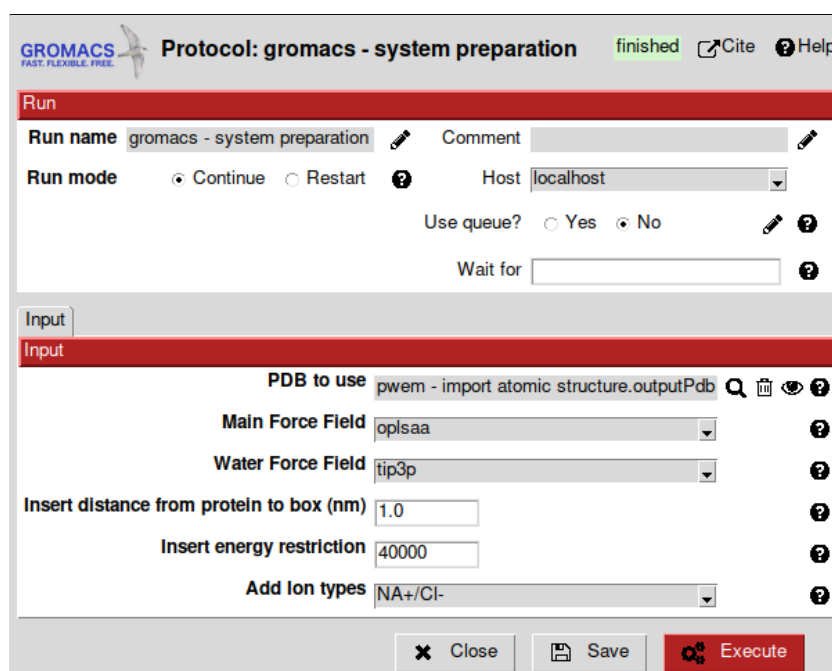 GROMACS
FAST. FLEXIBLE. FREE.
Protocol: gromacs - system preparation finished Cite Help
Run
Run name gromacs - system preparation Comment
Run mode Continue Restart Host localhost
Use queue? Yes No
Wait for
Input
Input
PDB to use pwem - import atomic structure.outputPdb
Main Force Field oplsaa
Water Force Field tip3p
Insert distance from protein to box (nm) 1.0
Insert energy restriction 40000
Add Ion types NA+/Cl-
Close Save Execute